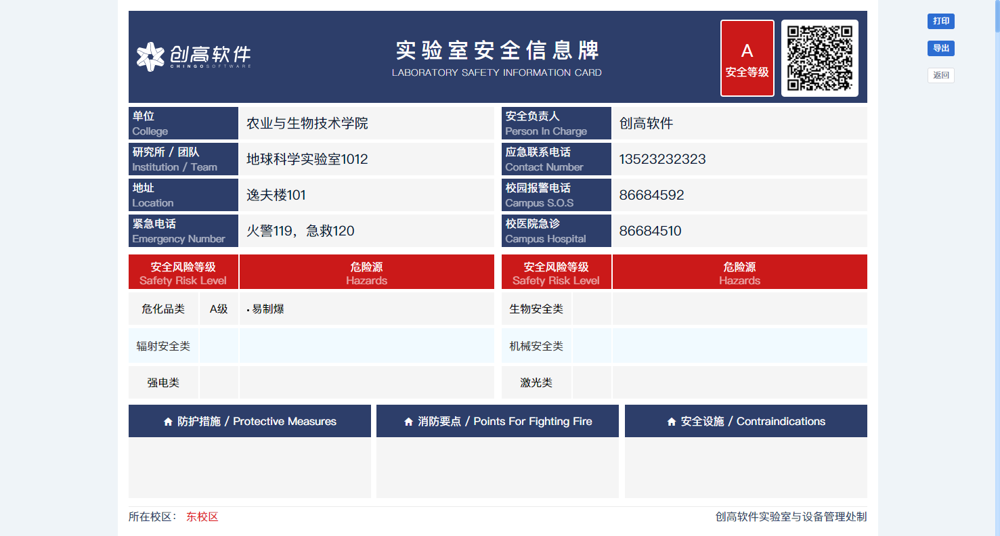 创高软件
CHINGOSOFTWARE
实验室安全信息牌
LABORATORY SAFETY INFORMATION CARD
A
安全等级
打印
导出
返回
单位
College
农业与生物技术学院
安全负责人
Person In Charge
创高软件
研究所 / 团队
Institution / Team
地球科学实验室1012
应急联系电话
Contact Number
13523232323
地址
Location
逸夫楼101
校园报警电话
Campus S.O.S
86684592
紧急电话
Emergency Number
火警119，急救120
校医院急诊
Campus Hospital
86684510
安全风险等级
Safety Risk Level
危险源
Hazards
安全风险等级
Safety Risk Level
危险源
Hazards
危化品类 A级 · 易制爆
生物安全类
辐射安全类
机械安全类
强电类
激光类
防护措施 / Protective Measures
消防要点 / Points For Fighting Fire
安全设施 / Contraindications
所在校区： 东校区
创高软件实验室与设备管理处制